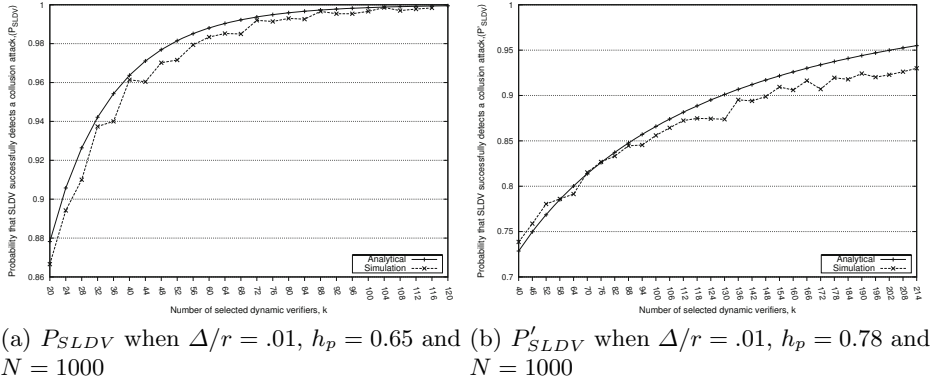 Probability that SLDV successfully detects a collusion attack,(P_SLDV)
1
0.98
0.96
0.94
0.92
0.9
0.88
0.86
20 24 28 32 36 40 44 48 52 56 60 64 68 72 76 80 84 88 92 96 100 104 108 112 116 120
Number of selected dynamic verifiers, k
Analytical
Simulation
Probability that SLDV successfully detects a collusion attack,(P'_SLDV)
1
0.95
0.9
0.85
0.8
0.75
0.7
40 46 52 58 64 70 76 82 88 94 100 106 112 118 124 130 136 142 148 154 160 166 172 178 184 190 196 202 208 214
Number of selected dynamic verifiers, k
Analytical
Simulation
(a) P_SLDV when Δ/r = .01, h_p = 0.65 and
N = 1000
(b) P'_SLDV when Δ/r = .01, h_p = 0.78 and
N = 1000